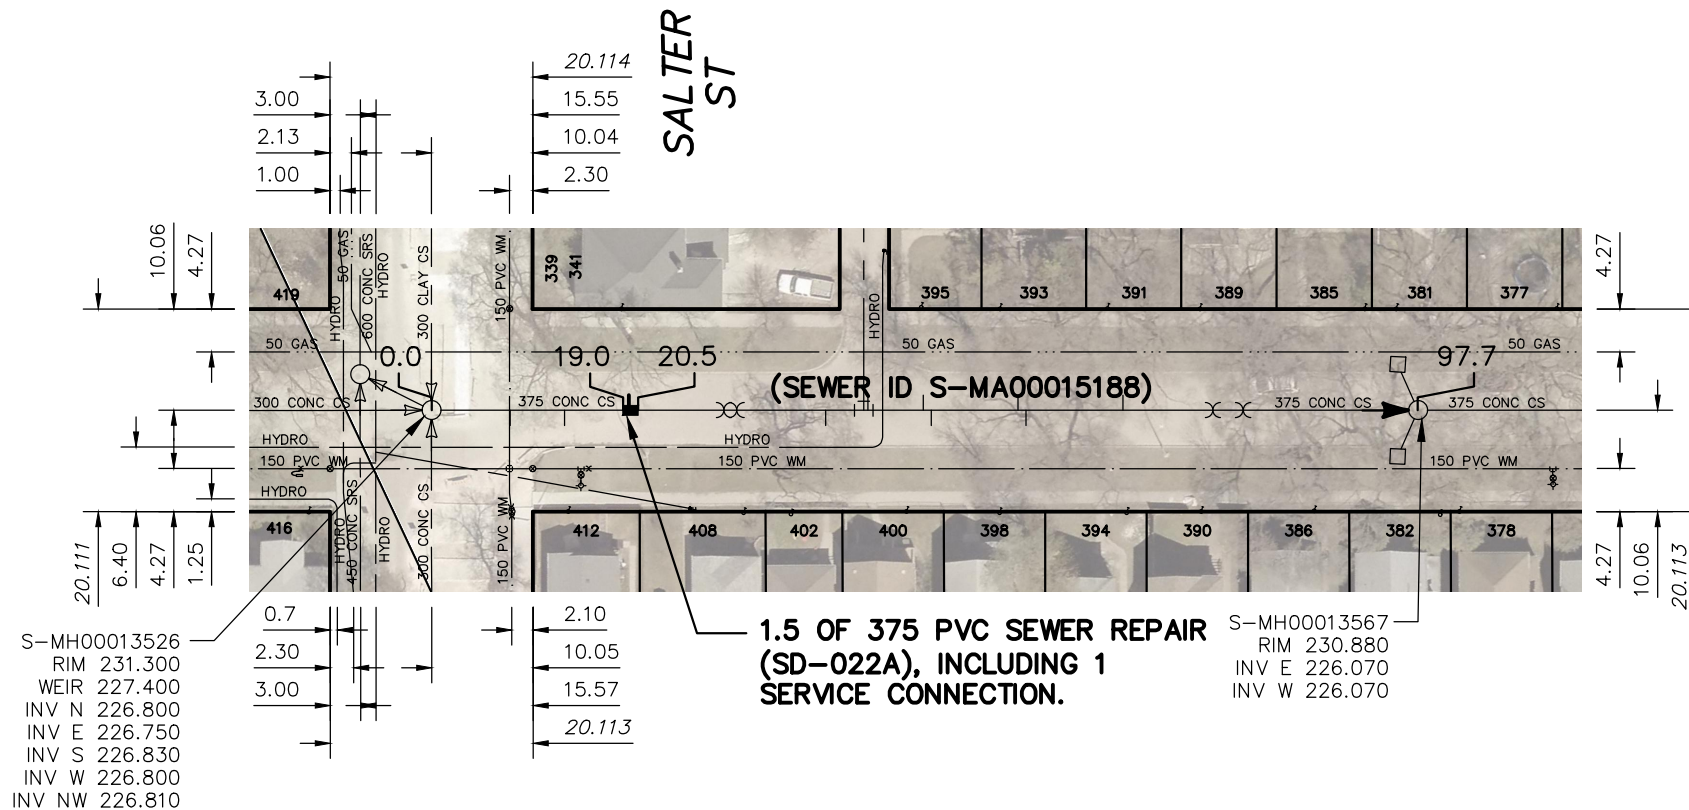 SALTER
ST
20.114
3.00
15.55
2.13
10.04
1.00
2.30
10.06
4.27
4.27
50 GAS
600 CONC SRS
HYDRO
HYDRO
300 CLAY CS
150 PVC WM
339
341
419
HYDRO
395
393
391
389
385
381
377
50 GAS
0.0
19.0
20.5
50 GAS
97.7
50 GAS
(SEWER ID S-MA00015188)
300 CONC CS
375 CONC CS
375 CONC CS
375 CONC CS
HYDRO
HYDRO
150 PVC WM
150 PVC WM
150 PVC WM
HYDRO
HYDRO
450 CONC SRS
HYDRO
300 CONC CS
150 PVC WM
416
412
408
402
400
398
394
390
386
382
378
20.111
6.40
4.27
1.25
4.27
10.06
20.113
0.7
2.10
2.30
10.05
3.00
15.57
20.113
S-MH00013526
RIM 231.300
WEIR 227.400
INV N 226.800
INV E 226.750
INV S 226.830
INV W 226.800
INV NW 226.810
1.5 OF 375 PVC SEWER REPAIR
(SD-022A), INCLUDING 1
SERVICE CONNECTION.
S-MH00013567
RIM 230.880
INV E 226.070
INV W 226.070